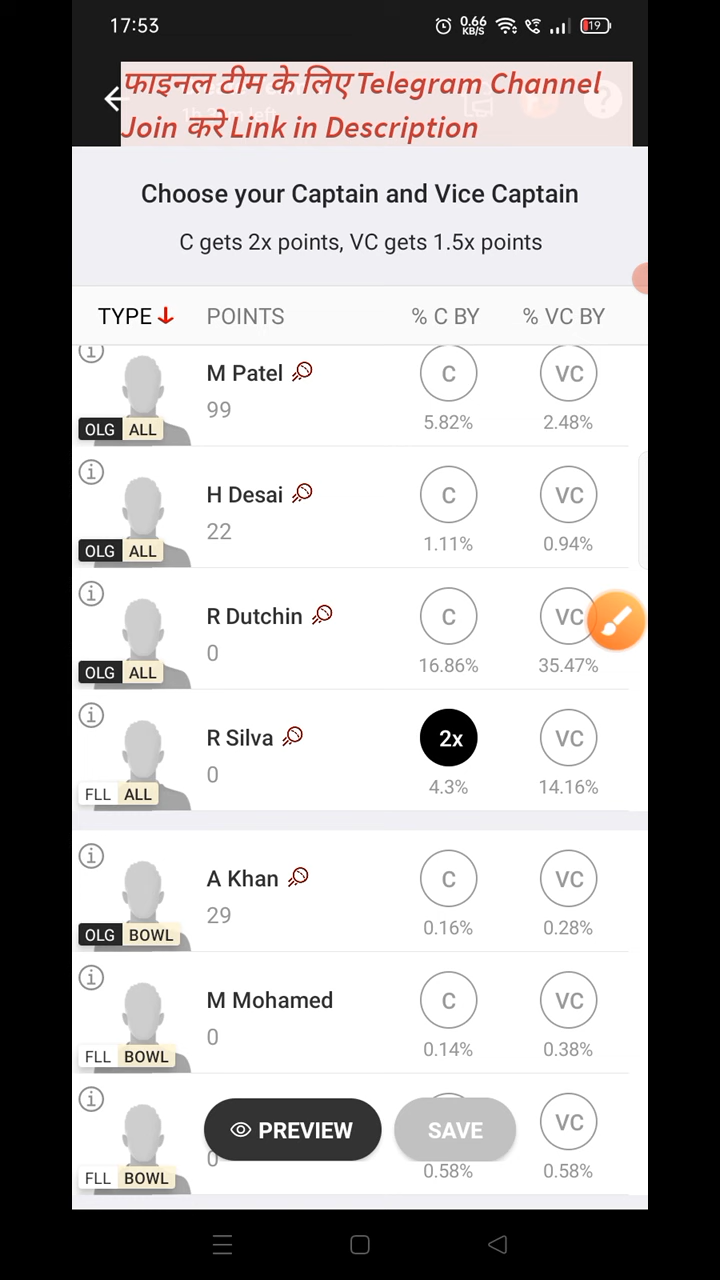 17:53
0.66 KB/S
19
फाइनल टीम के लिए Telegram Channel
Join करे Link in Description
?
Choose your Captain and Vice Captain
C gets 2x points, VC gets 1.5x points
TYPE POINTS % C BY % VC BY
M Patel C VC
99
OLG ALL 5.82% 2.48%
H Desai C VC
22
OLG ALL 1.11% 0.94%
R Dutchin C VC
0
OLG ALL 16.86% 35.47%
R Silva 2x VC
0
FLL ALL 4.3% 14.16%
A Khan C VC
29
OLG BOWL 0.16% 0.28%
M Mohamed C VC
0
FLL BOWL 0.14% 0.38%
PREVIEW SAVE VC
0
FLL BOWL 0.58% 0.58%